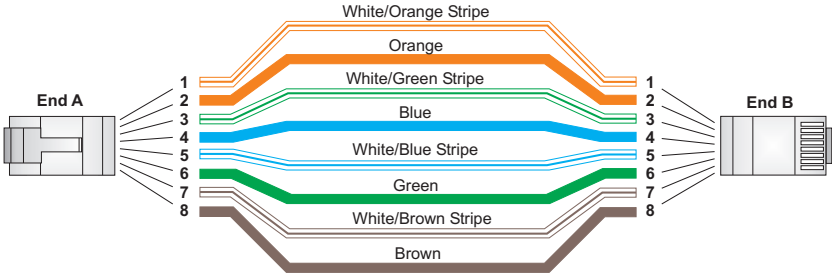 White/Orange Stripe
Orange
White/Green Stripe
Blue
White/Blue Stripe
Green
White/Brown Stripe
Brown
End A
1
2
3
4
5
6
7
8
End B
1
2
3
4
5
6
7
8